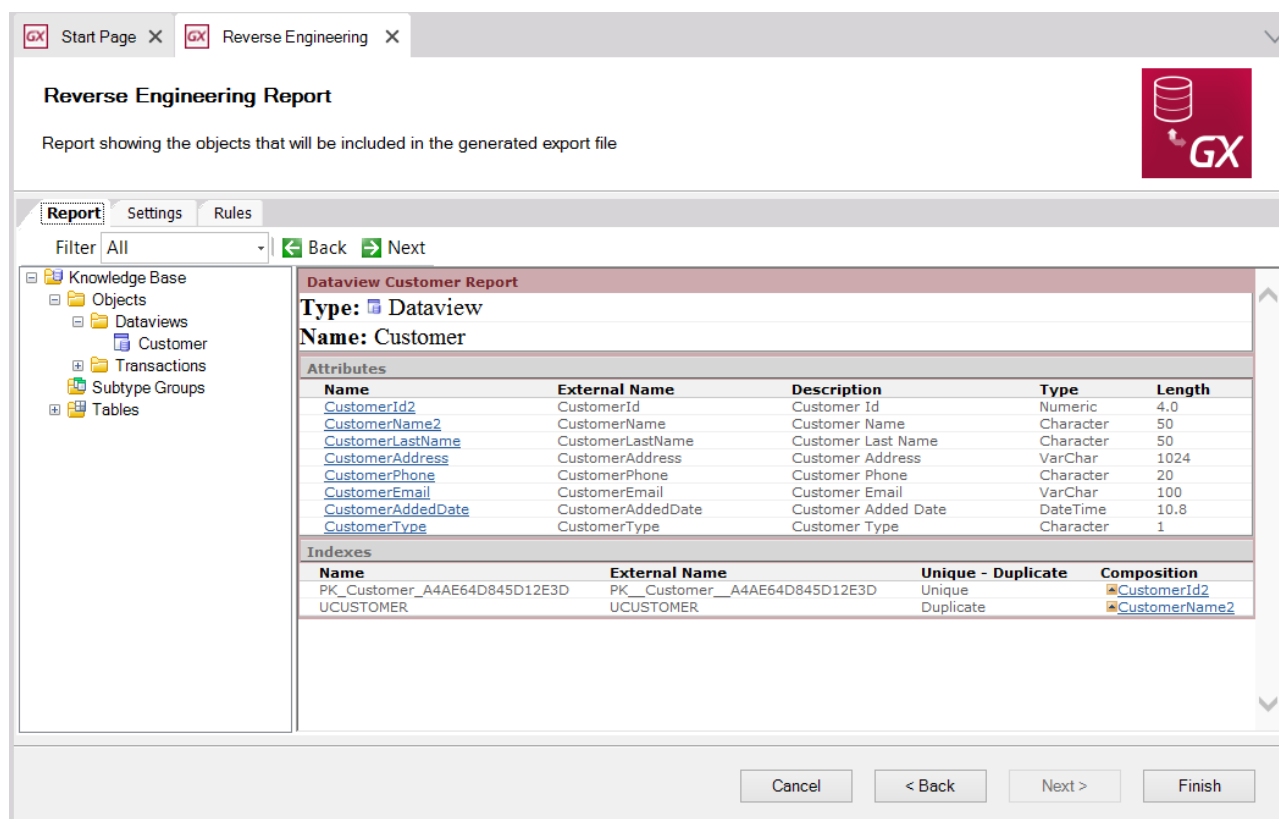 GX Start Page X GX Reverse Engineering X
Reverse Engineering Report
Report showing the objects that will be included in the generated export file
GX
Report Settings Rules
Filter All Back Next
Knowledge Base
Objects
Dataviews
Customer
Transactions
Subtype Groups
Tables
Dataview Customer Report
Type: Dataview
Name: Customer
Attributes
Name External Name Description Type Length
CustomerId2 CustomerId Customer Id Numeric 4.0
CustomerName2 CustomerName Customer Name Character 50
CustomerLastName CustomerLastName Customer Last Name Character 50
CustomerAddress CustomerAddress Customer Address VarChar 1024
CustomerPhone CustomerPhone Customer Phone Character 20
CustomerEmail CustomerEmail Customer Email VarChar 100
CustomerAddedDate CustomerAddedDate Customer Added Date DateTime 10.8
CustomerType CustomerType Customer Type Character 1
Indexes
Name External Name Unique - Duplicate Composition
PK_Customer_A4AE64D845D12E3D PK__Customer__A4AE64D845D12E3D Unique CustomerId2
UCUSTOMER UCUSTOMER Duplicate CustomerName2
Cancel < Back Next > Finish